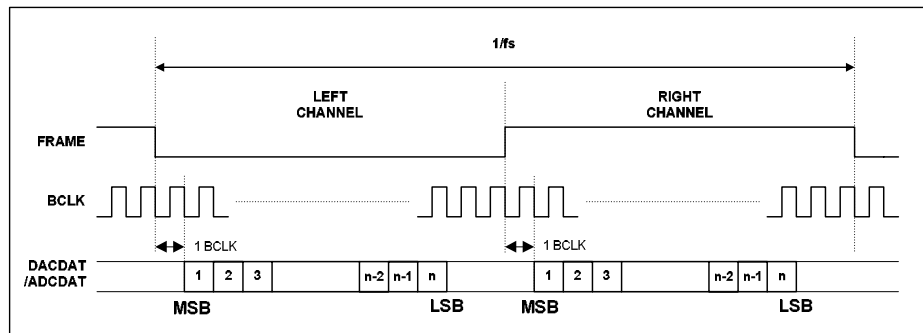 1/fs
LEFT
CHANNEL
RIGHT
CHANNEL
FRAME
BCLK
1 BCLK
1 BCLK
DACDAT
/ADCDAT
1 2 3 n-2 n-1 n 1 2 3 n-2 n-1 n
MSB LSB MSB LSB